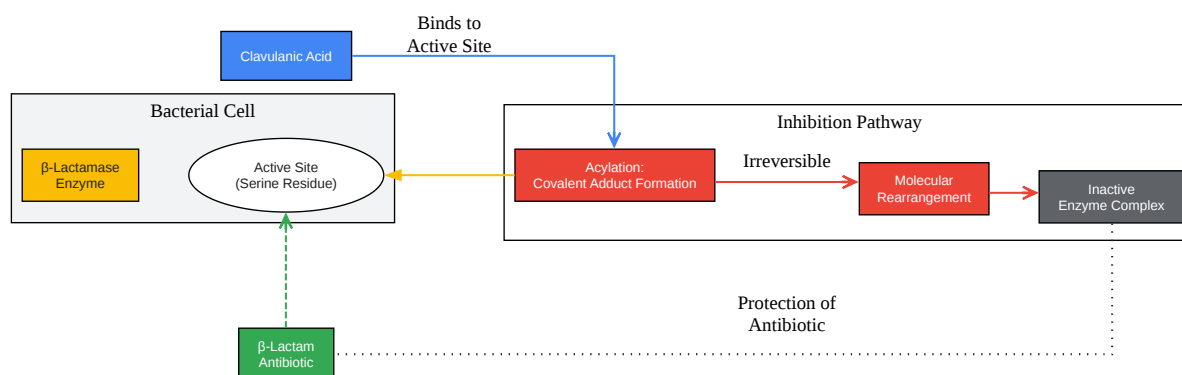 Binds to
Active Site
Clavulanic Acid
Bacterial Cell
β-Lactamase
Enzyme
Active Site
(Serine Residue)
Inhibition Pathway
Acylation:
Covalent Adduct Formation
Irreversible
Molecular
Rearrangement
Inactive
Enzyme Complex
Protection of
Antibiotic
β-Lactam
Antibiotic